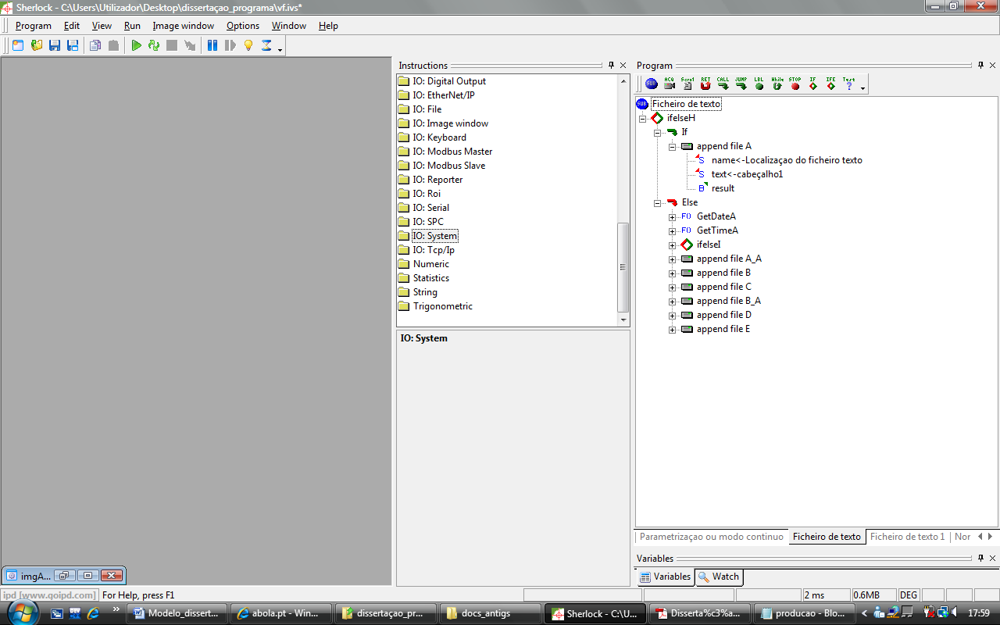 Sherlock - C:\Users\Utilizador\Desktop\dissertaçao_programa\vf.ivs*
Program Edit View Run Image window Options Window Help
Instructions
IO: Digital Output
IO: EtherNet/IP
IO: File
IO: Image window
IO: Keyboard
IO: Modbus Master
IO: Modbus Slave
IO: Reporter
IO: Roi
IO: Serial
IO: SPC
IO: System
IO: Tcp/Ip
Numeric
Statistics
String
Trigonometric
IO: System
Program
SUB ACQ Scrpt RET CALL JUMP LBL While STOP IF IFE Text
SUB Ficheiro de texto
ifelseH
If
append file A
S name<-Localizaçao do ficheiro texto
S text<-cabeçalho1
B result
Else
F() GetDateA
F() GetTimeA
ifelseI
append file A_A
append file B
append file C
append file B_A
append file D
append file E
Parametrizaçao ou modo continuo Ficheiro de texto Ficheiro de texto 1 Nor
Variables
Variables Watch
imgA...
ipd [www.goipd.com] For Help, press F1 2 ms 0.6MB DEG
» Modelo_dissert... abola.pt - Win... dissertaçao_pr... docs_antigs Sherlock - C:\U... Disserta%c3%a... producao - Blo... < 17:59